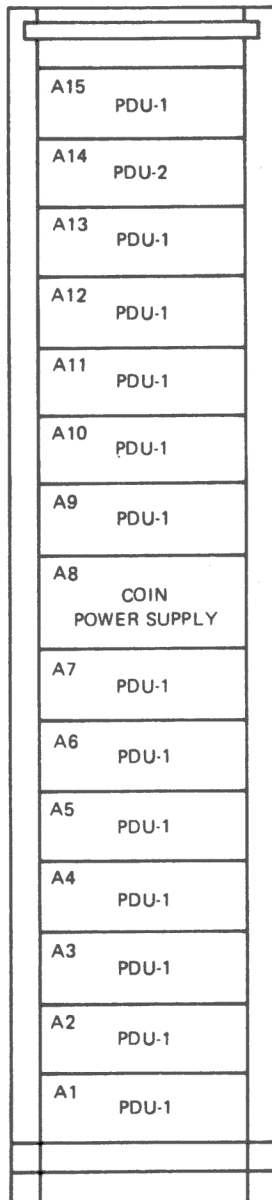 A15
PDU-1
A14
PDU-2
A13
PDU-1
A12
PDU-1
A11
PDU-1
A10
PDU-1
A9
PDU-1
A8
COIN
POWER SUPPLY
A7
PDU-1
A6
PDU-1
A5
PDU-1
A4
PDU-1
A3
PDU-1
A2
PDU-1
A1
PDU-1